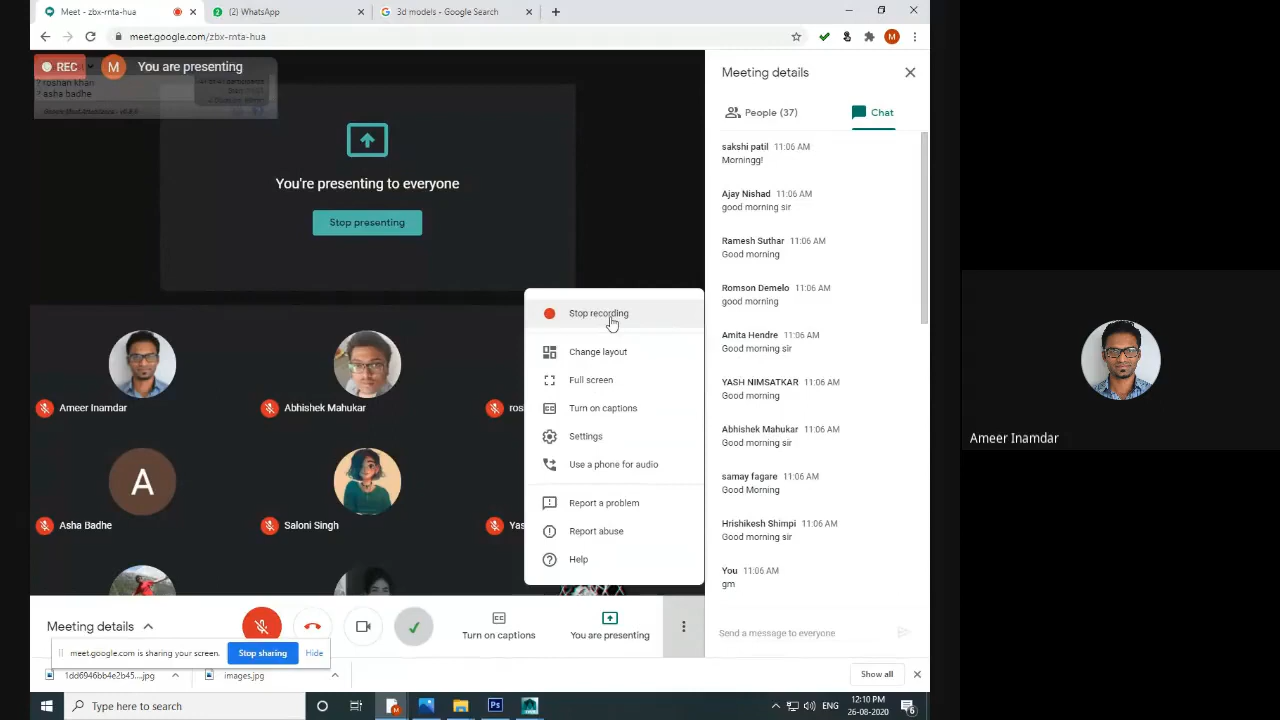 Meet - zbx-rnta-hua
(2) WhatsApp
3d models - Google Search
meet.google.com/zbx-rnta-hua
M
REC
M
You are presenting
? roshan khan
? asha badhe
You're presenting to everyone
Stop presenting
Ameer Inamdar
Abhishek Mahukar
ros
A
Asha Badhe
Saloni Singh
Yas
Stop recording
Change layout
Full screen
Turn on captions
Settings
Use a phone for audio
Report a problem
Report abuse
Help
Meeting details
Turn on captions
You are presenting
meet.google.com is sharing your screen.
Stop sharing
Hide
Meeting details
People (37)
Chat
sakshi patil 11:06 AM
Morningg!
Ajay Nishad 11:06 AM
good morning sir
Ramesh Suthar 11:06 AM
Good morning
Romson Demelo 11:06 AM
good morning
Amita Hendre 11:06 AM
Good morning sir
YASH NIMSATKAR 11:06 AM
Good morning
Abhishek Mahukar 11:06 AM
Good morning sir
samay fagare 11:06 AM
Good Morning
Hrishikesh Shimpi 11:06 AM
Good morning sir
You 11:06 AM
gm
Send a message to everyone
1dd6946bb4e2b45....jpg
images.jpg
Show all
Type here to search
ENG
12:10 PM
26-08-2020
6
Ameer Inamdar